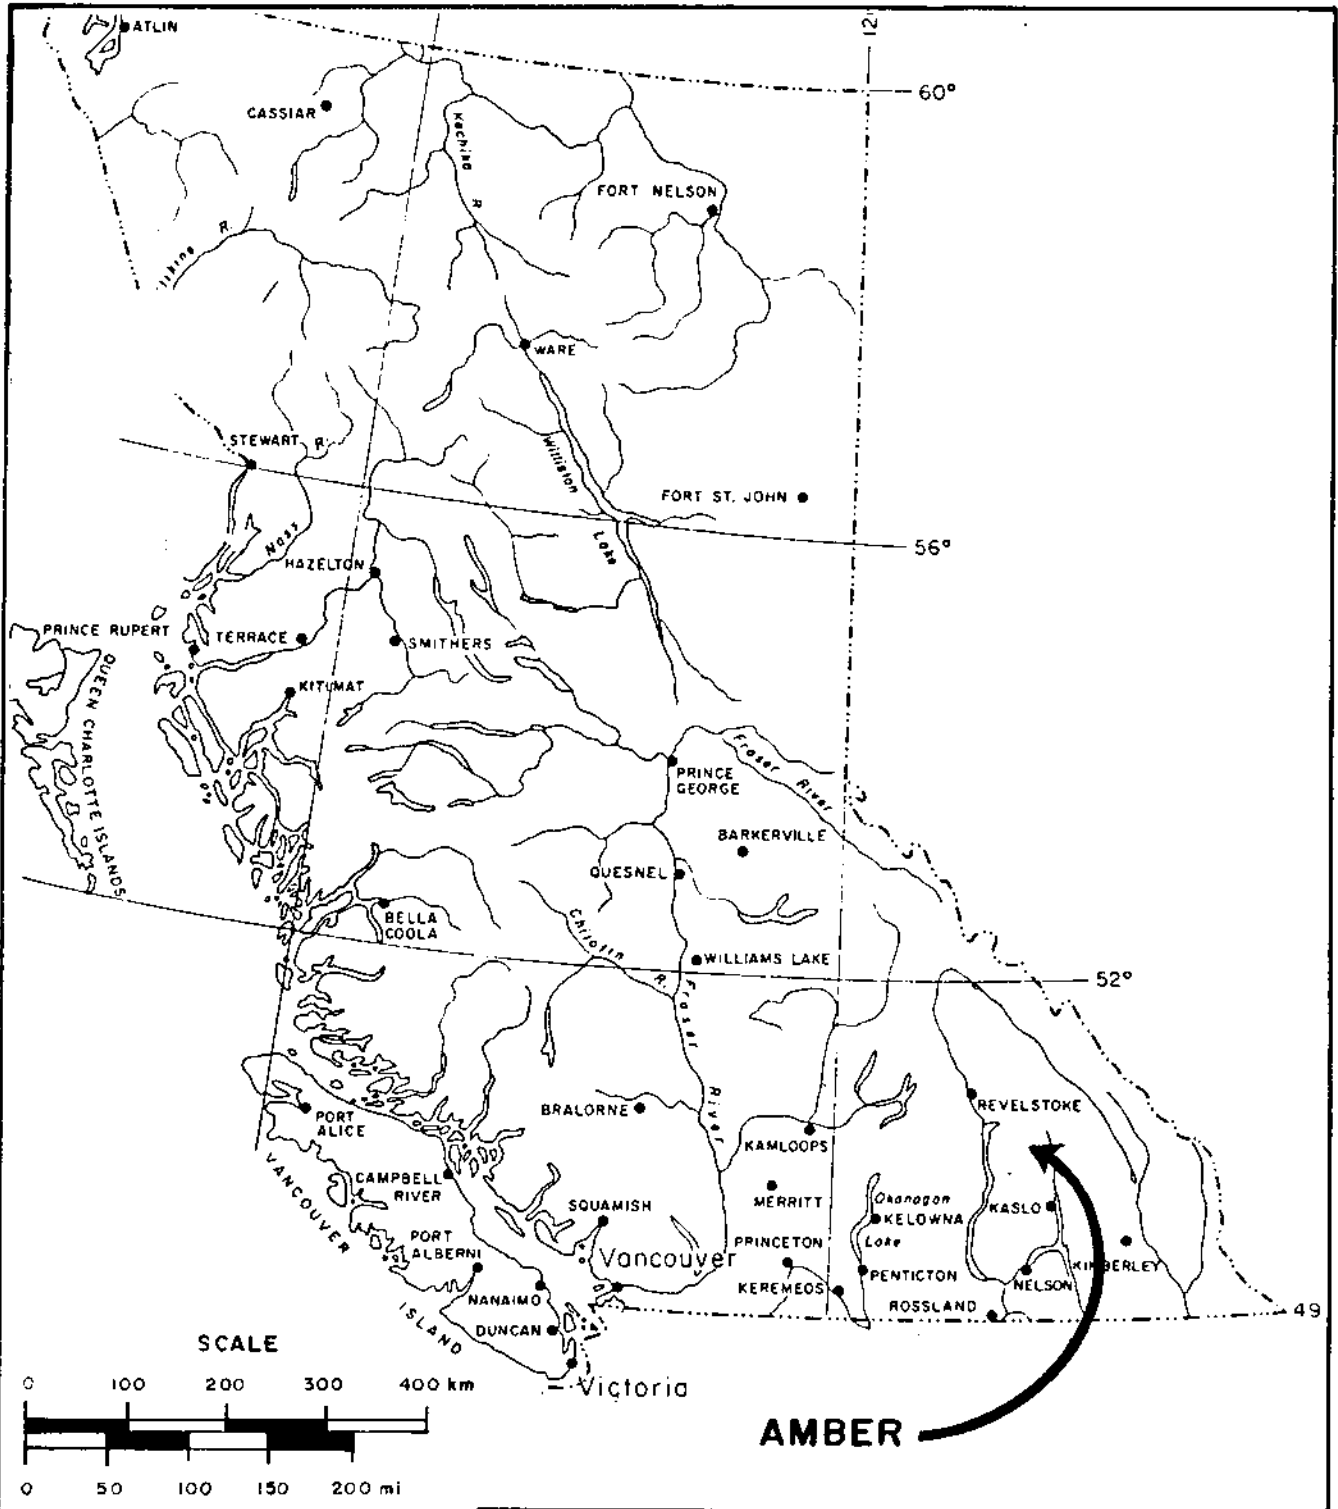 ATLIN
12
60°
CASSIAR
Kechika
R.
FORT NELSON
R.
WARE
STEWART
R.
Williston
FORT ST. JOHN
Nass
Lake
56°
HAZELTON
PRINCE RUPERT
TERRACE
SMITHERS
QUEEN CHARLOTTE ISLANDS
KITIMAT
Fraser River
PRINCE
GEORGE
BARKERVILLE
QUESNEL
BELLA
COOLA
Chilotin
R.
WILLIAMS LAKE
52°
Fraser
River
PORT
ALICE
BRALORNE
REVELSTOKE
KAMLOOPS
VANCOUVER
CAMPBELL
RIVER
MERRITT
Okanagan
KELOWNA
Lake
KASLO
SQUAMISH
PORT
ALBERNI
Vancouver
PRINCETON
KEREMEOS
PENTICTON
NELSON
KIMBERLEY
NANAIMO
ROSSLAND
49
ISLAND
DUNCAN
Victoria
SCALE
0 100 200 300 400 km
0 50 100 150 200 mi
AMBER